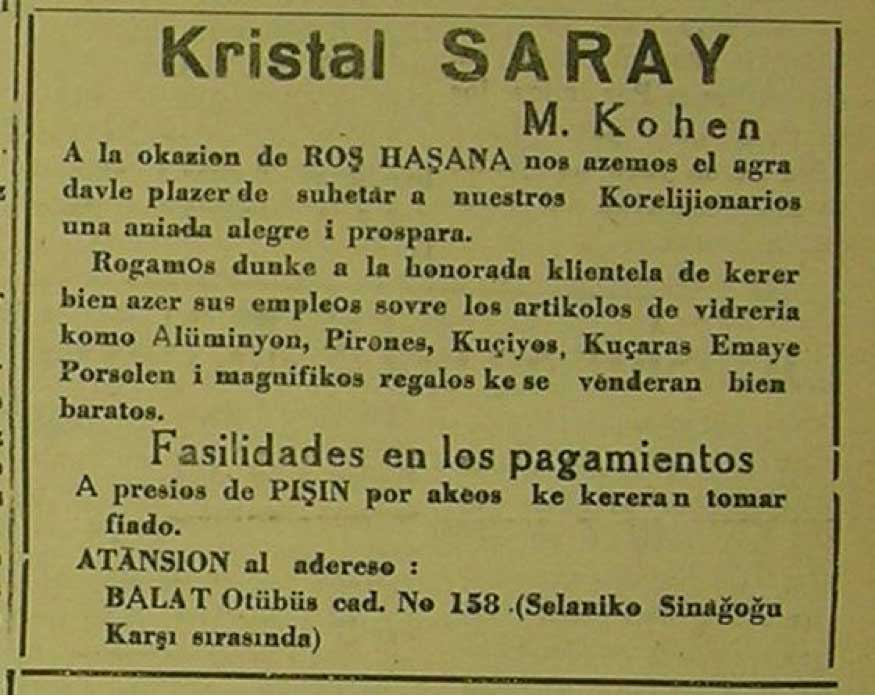 Kristal SARAY
M. Kohen
A la okazion de ROŞ HAŞANA nos azemos el agra
davle plazer de suhetar a nuestros Korelijionarios
una aniada alegre i prospara.
Rogamos dunke a la honorada klientela de kerer
bien azer sus empleos sovre los artikolos de vidreria
komo Alüminyon, Pirones, Kuçiyos, Kuçaras Emaye
Porselen i magnifikos regalos ke se vënderan bien
baratos.
Fasilidades en los pagamientos
A presios de PIŞIN por akeos ke kereran tomar
fiado.
ATANSION al adereso :
BALAT Otübüs cad. No 158 (Selaniko Sinağoğu
Karşı sırasında)